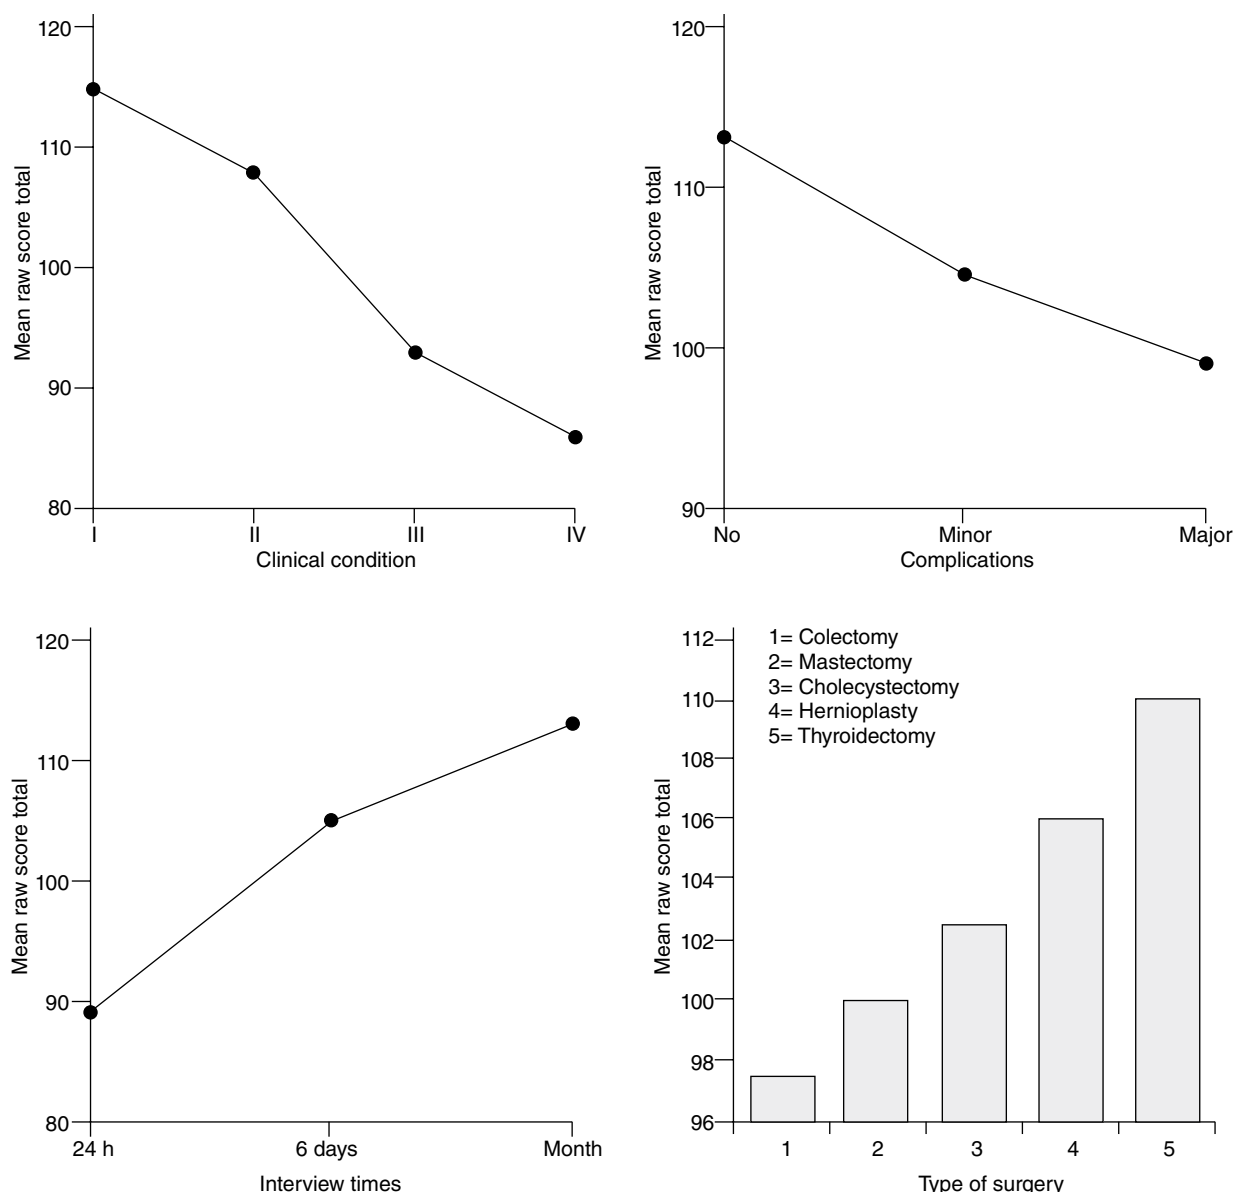 120
110
100
90
80
Mean raw score total
I II III IV
Clinical condition
120
110
100
90
Mean raw score total
No Minor Major
Complications
120
110
100
90
80
Mean raw score total
24 h 6 days Month
Interview times
1= Colectomy
2= Mastectomy
3= Cholecystectomy
4= Hernioplasty
5= Thyroidectomy
112
110
108
106
104
102
100
98
96
Mean raw score total
1 2 3 4 5
Type of surgery